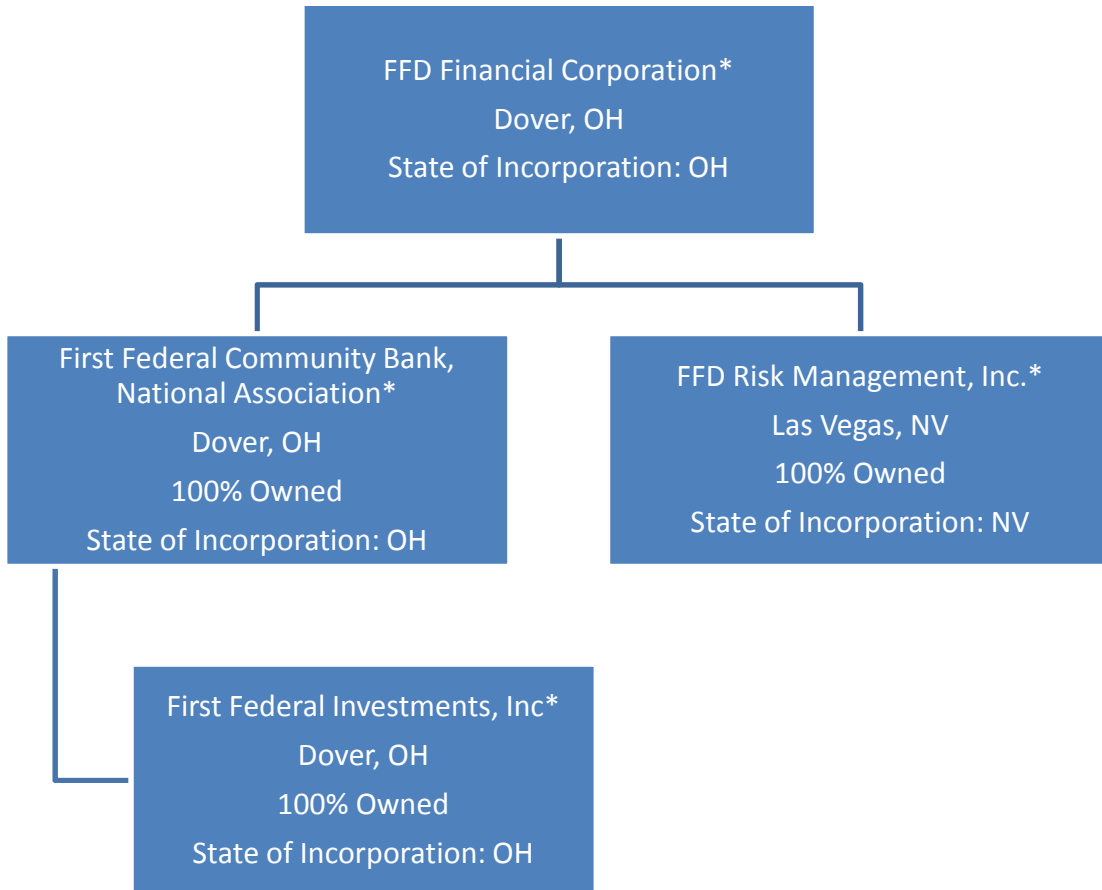 FFD Financial Corporation*
Dover, OH
State of Incorporation: OH
First Federal Community Bank,
National Association*
Dover, OH
100% Owned
State of Incorporation: OH
FFD Risk Management, Inc.*
Las Vegas, NV
100% Owned
State of Incorporation: NV
First Federal Investments, Inc*
Dover, OH
100% Owned
State of Incorporation: OH